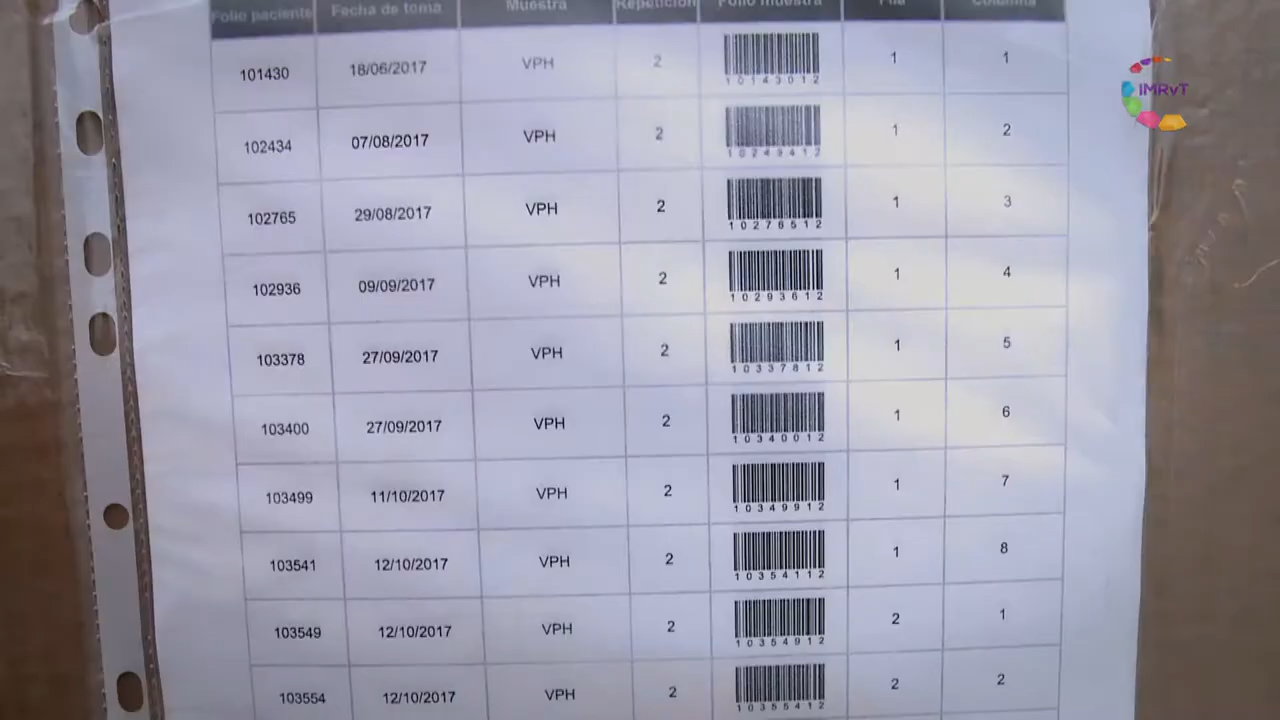 Folio paciente Fecha de toma Muestra Repetición Folio muestra Fila Columna
101430 18/06/2017 VPH 2 10143012 1 1
102434 07/08/2017 VPH 2 10243412 1 2
102765 29/08/2017 VPH 2 10276512 1 3
102936 09/09/2017 VPH 2 10293612 1 4
103378 27/09/2017 VPH 2 10337812 1 5
103400 27/09/2017 VPH 2 10340012 1 6
103499 11/10/2017 VPH 2 10349912 1 7
103541 12/10/2017 VPH 2 10354112 1 8
103549 12/10/2017 VPH 2 10354912 2 1
103554 12/10/2017 VPH 2 10355412 2 2
IMRvT